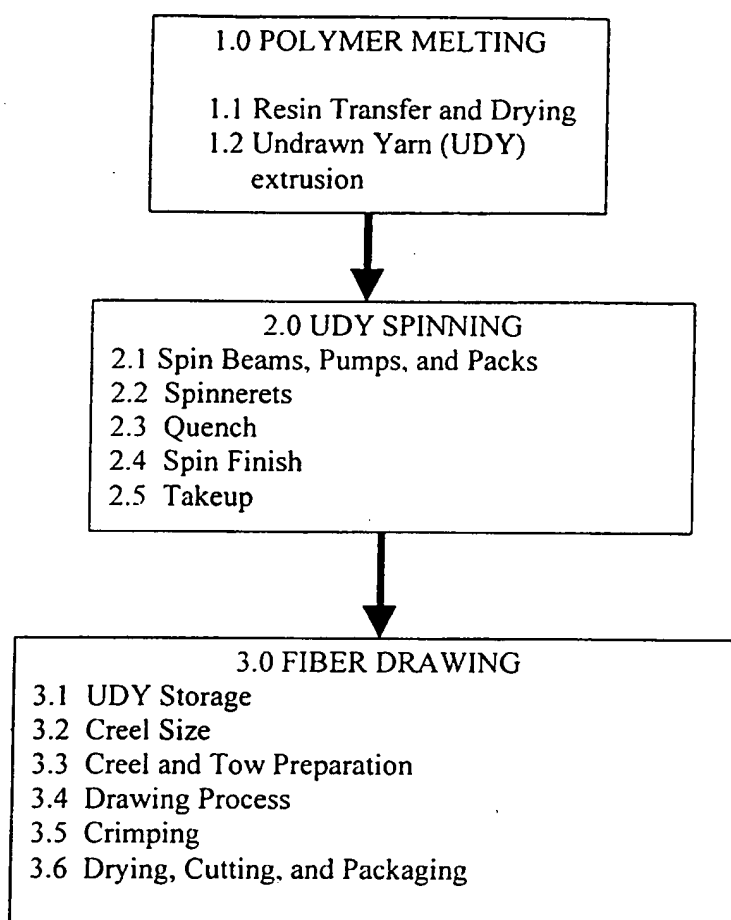 1.0 POLYMER MELTING
1.1 Resin Transfer and Drying
1.2 Undrawn Yarn (UDY)
extrusion
2.0 UDY SPINNING
2.1 Spin Beams, Pumps, and Packs
2.2 Spinnerets
2.3 Quench
2.4 Spin Finish
2.5 Takeup
3.0 FIBER DRAWING
3.1 UDY Storage
3.2 Creel Size
3.3 Creel and Tow Preparation
3.4 Drawing Process
3.5 Crimping
3.6 Drying, Cutting, and Packaging